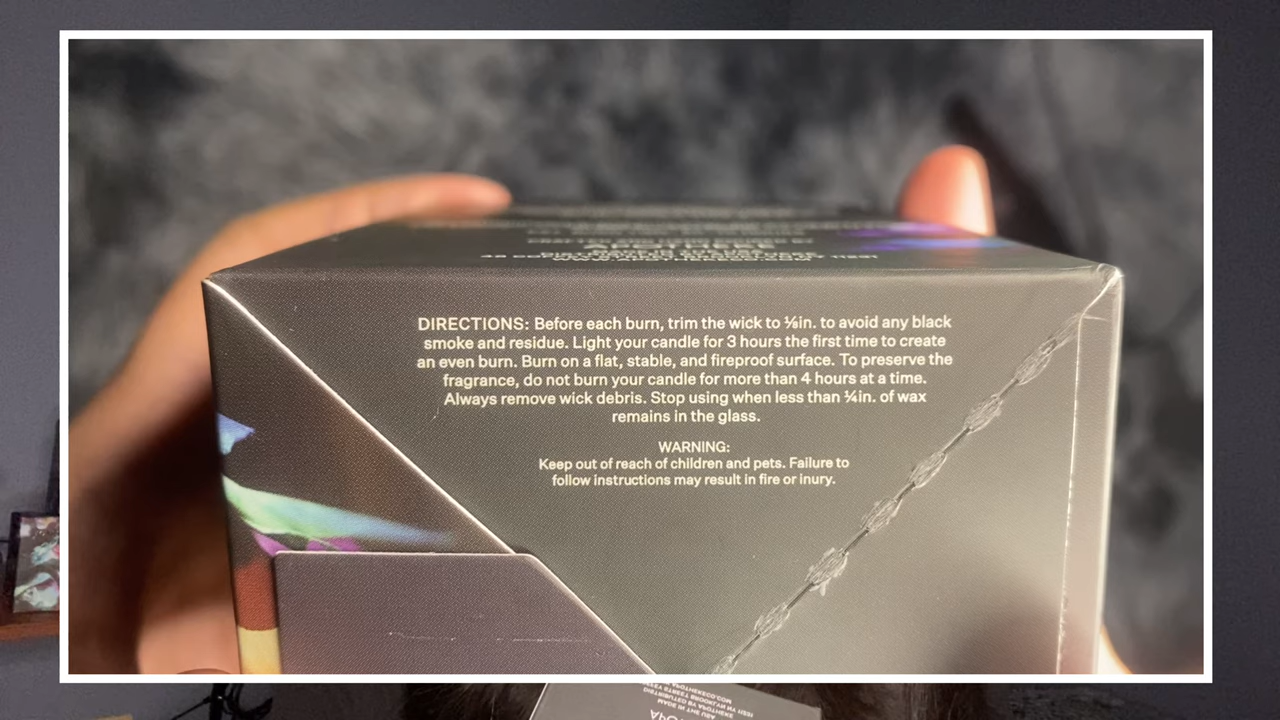 APOTHEKE
DIRECTIONS: Before each burn, trim the wick to ⅛in. to avoid any black
smoke and residue. Light your candle for 3 hours the first time to create
an even burn. Burn on a flat, stable, and fireproof surface. To preserve the
fragrance, do not burn your candle for more than 4 hours at a time.
Always remove wick debris. Stop using when less than ¼in. of wax
remains in the glass.
WARNING:
Keep out of reach of children and pets. Failure to
follow instructions may result in fire or inury.